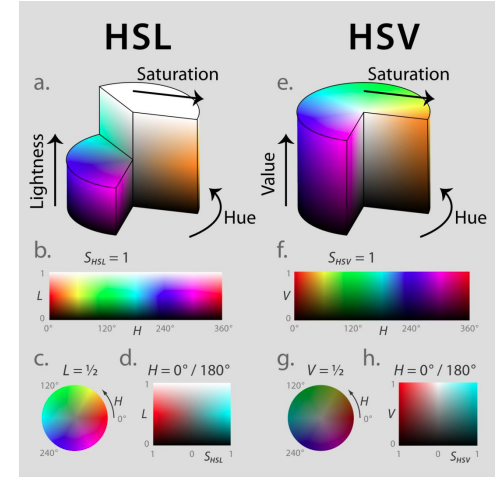 HSL
HSV
a.
Saturation
Lightness
Hue
e.
Saturation
Value
Hue
b.
S_HSL = 1
1
L
0
0°
120°
H
240°
360°
f.
S_HSV = 1
1
V
0
0°
120°
H
240°
360°
c.
L = ½
120°
H
0°
240°
d.
H = 0° / 180°
1
L
0
1
0
S_HSL
1
g.
V = ½
120°
H
0°
240°
h.
H = 0° / 180°
1
V
0
1
0
S_HSV
1